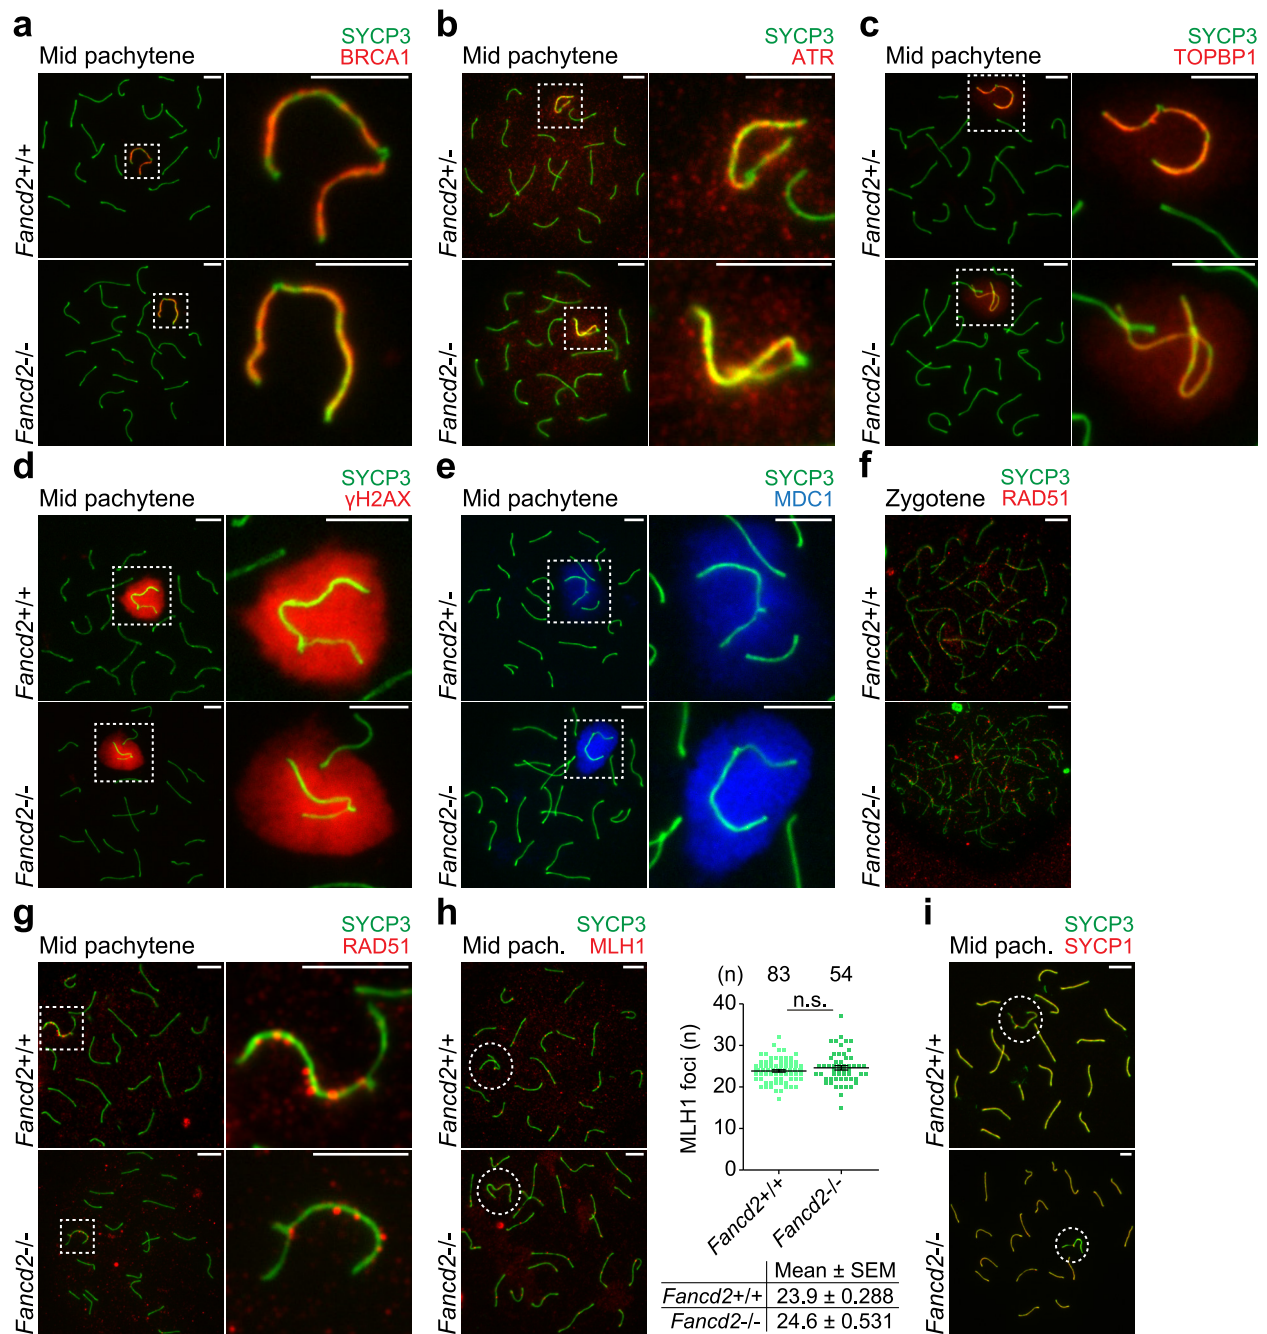 a
Mid pachytene
SYCP3
BRCA1
Fancd2+/+
Fancd2-/-
b
Mid pachytene
SYCP3
ATR
Fancd2+/-
Fancd2-/-
c
Mid pachytene
SYCP3
TOPBP1
Fancd2+/-
Fancd2-/-
d
Mid pachytene
SYCP3
γH2AX
Fancd2+/+
Fancd2-/-
e
Mid pachytene
SYCP3
MDC1
Fancd2+/-
Fancd2-/-
f
Zygotene
SYCP3
RAD51
Fancd2+/+
Fancd2-/-
g
Mid pachytene
SYCP3
RAD51
Fancd2+/+
Fancd2-/-
h
Mid pach.
SYCP3
MLH1
Fancd2+/+
Fancd2-/-
(n) 83 54
n.s.
MLH1 foci (n)
40
30
20
10
0
Fancd2+/+
Fancd2-/-
Mean ± SEM
Fancd2+/+ 23.9 ± 0.288
Fancd2-/- 24.6 ± 0.531
i
Mid pach.
SYCP3
SYCP1
Fancd2+/+
Fancd2-/-